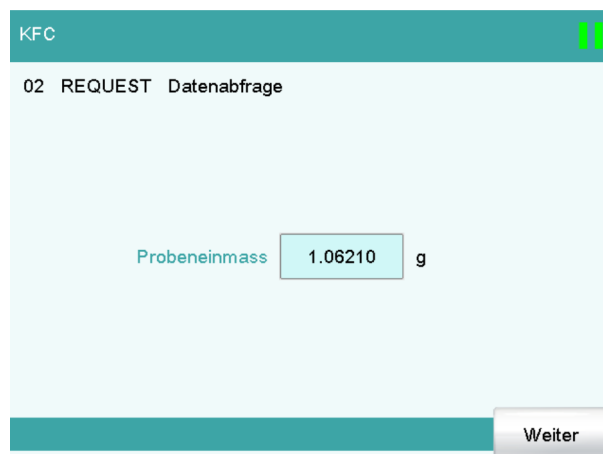 KFC
02 REQUEST Datenabfrage
Probeneinmass 1.06210 g
Weiter